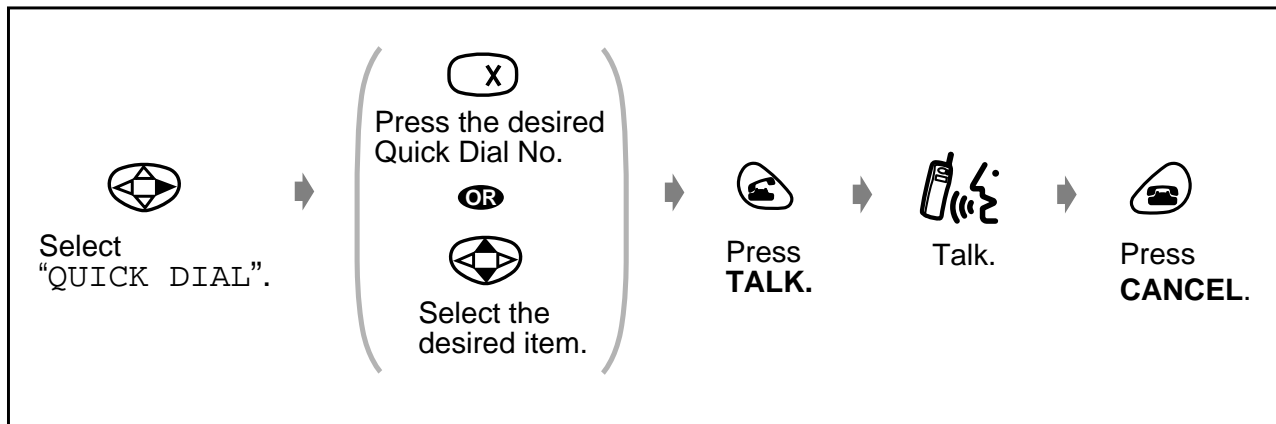 Select
“QUICK DIAL”.
X
Press the desired
Quick Dial No.
OR
Select the
desired item.
Press
TALK.
Talk.
Press
CANCEL.